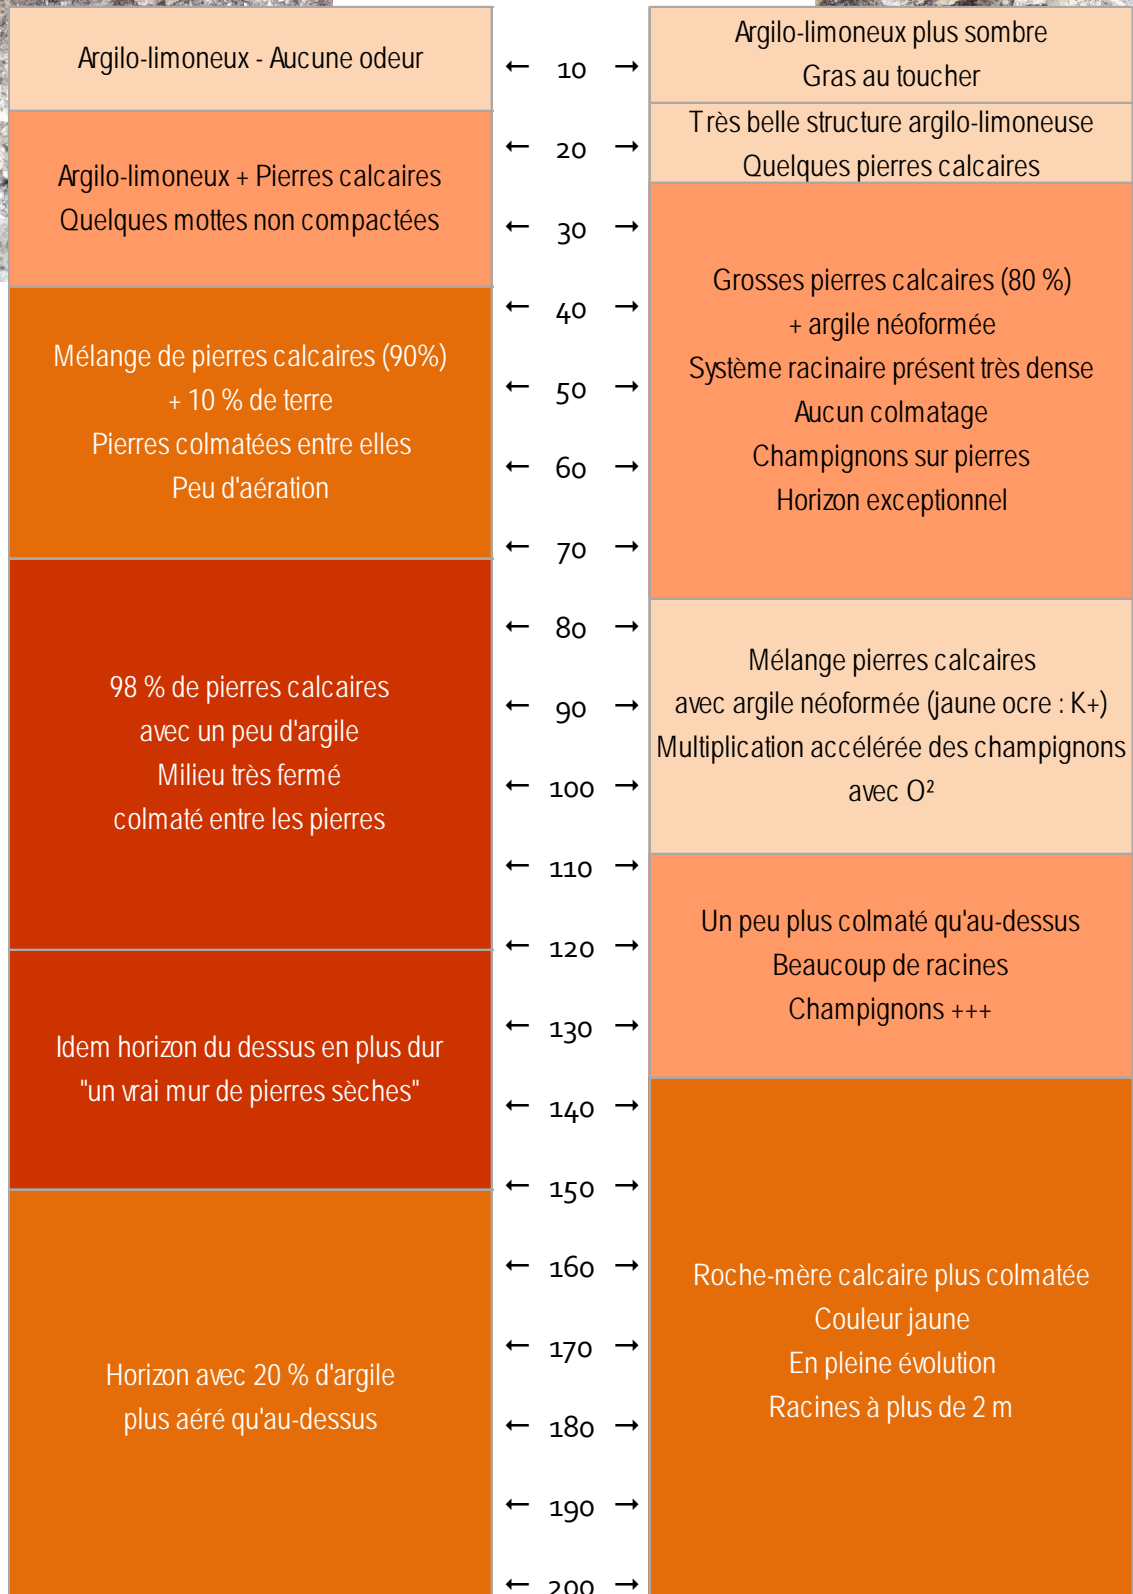 Argilo-limoneux - Aucune odeur
Argilo-limoneux + Pierres calcaires
Quelques mottes non compactées
Mélange de pierres calcaires (90%)
+ 10 % de terre
Pierres colmatées entre elles
Peu d'aération
98 % de pierres calcaires
avec un peu d'argile
Milieu très fermé
colmaté entre les pierres
Idem horizon du dessus en plus dur
"un vrai mur de pierres sèches"
Horizon avec 20 % d'argile
plus aéré qu'au-dessus
← 10 →
← 20 →
← 30 →
← 40 →
← 50 →
← 60 →
← 70 →
← 80 →
← 90 →
← 100 →
← 110 →
← 120 →
← 130 →
← 140 →
← 150 →
← 160 →
← 170 →
← 180 →
← 190 →
← 200 →
Argilo-limoneux plus sombre
Gras au toucher
Très belle structure argilo-limoneuse
Quelques pierres calcaires
Grosses pierres calcaires (80 %)
+ argile néoformée
Système racinaire présent très dense
Aucun colmatage
Champignons sur pierres
Horizon exceptionnel
Mélange pierres calcaires
avec argile néoformée (jaune ocre : K+)
Multiplication accélérée des champignons
avec O²
Un peu plus colmaté qu'au-dessus
Beaucoup de racines
Champignons +++
Roche-mère calcaire plus colmatée
Couleur jaune
En pleine évolution
Racines à plus de 2 m